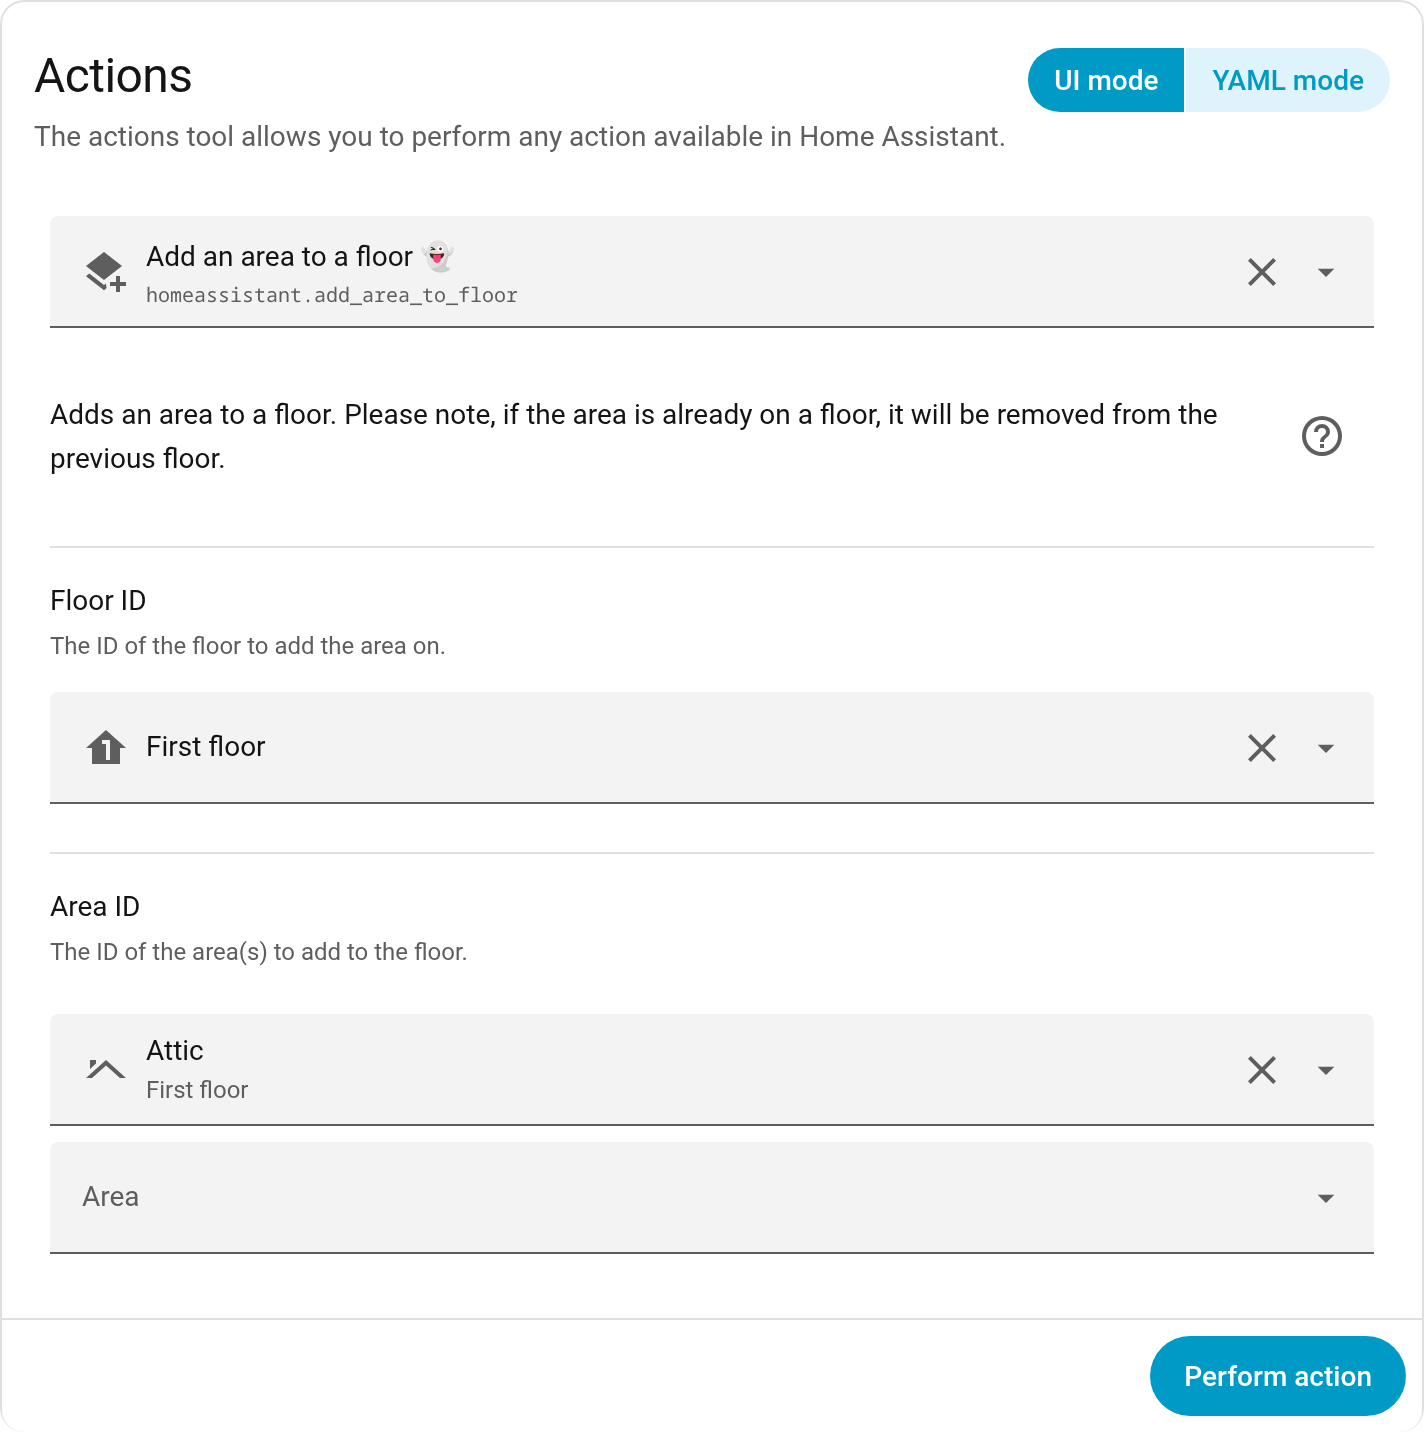 Actions
UI mode
YAML mode
The actions tool allows you to perform any action available in Home Assistant.
Add an area to a floor 👻
homeassistant.add_area_to_floor
Adds an area to a floor. Please note, if the area is already on a floor, it will be removed from the
previous floor.
Floor ID
The ID of the floor to add the area on.
1
First floor
Area ID
The ID of the area(s) to add to the floor.
Attic
First floor
Area
Perform action